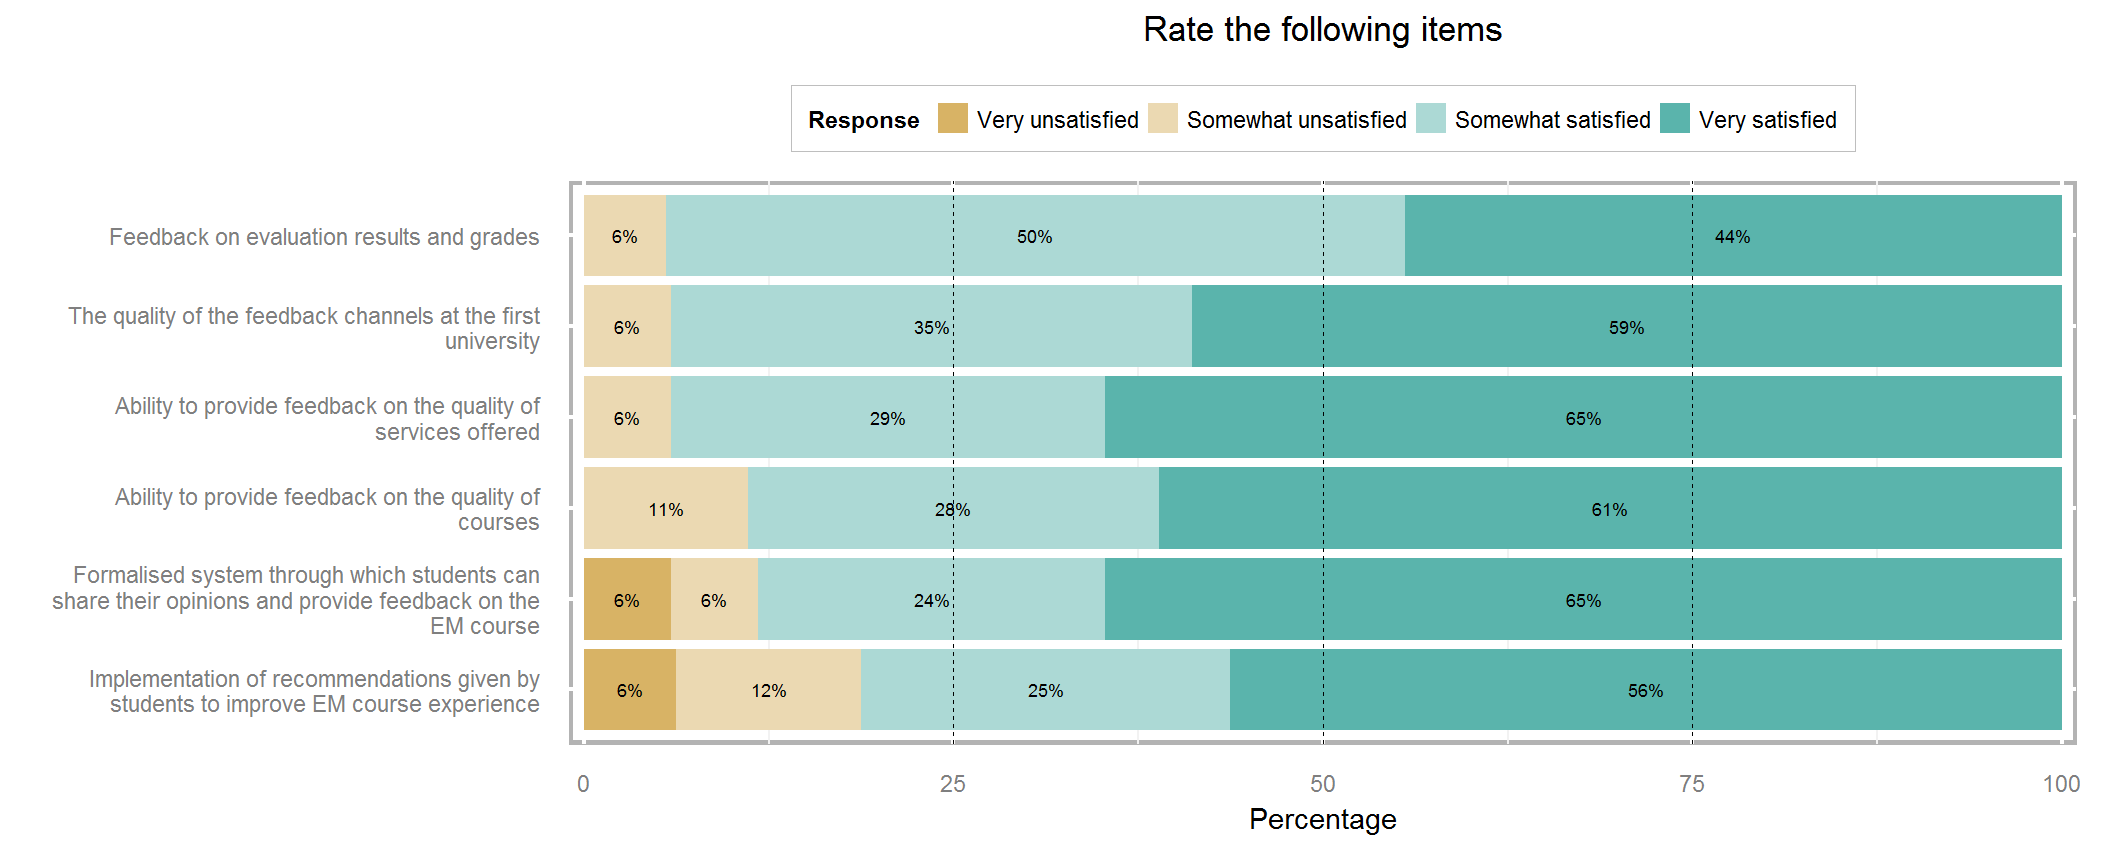 Rate the following items
Response Very unsatisfied Somewhat unsatisfied Somewhat satisfied Very satisfied
Feedback on evaluation results and grades
6% 50% 44%
The quality of the feedback channels at the first
university
6% 35% 59%
Ability to provide feedback on the quality of
services offered
6% 29% 65%
Ability to provide feedback on the quality of
courses
11% 28% 61%
Formalised system through which students can
share their opinions and provide feedback on the
EM course
6% 6% 24% 65%
Implementation of recommendations given by
students to improve EM course experience
6% 12% 25% 56%
0 25 50 75 100
Percentage